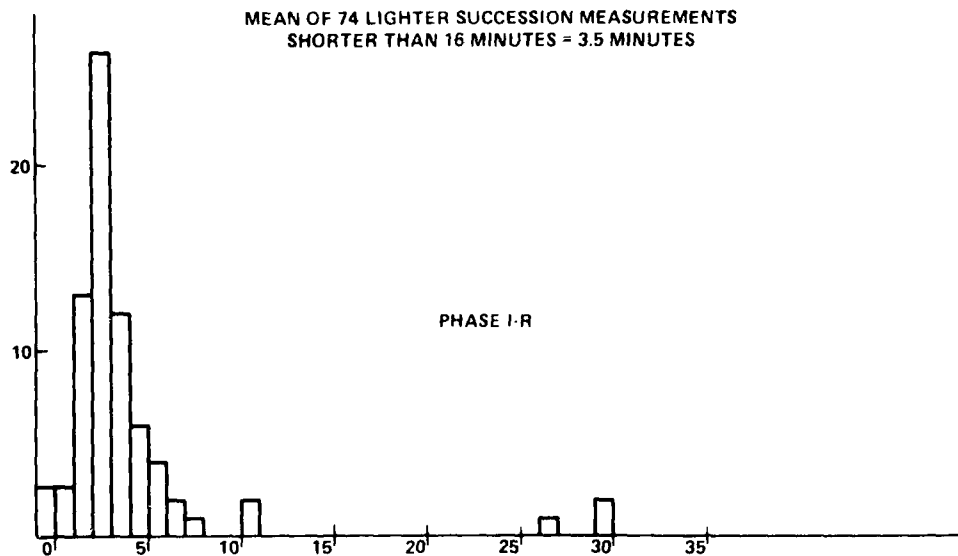 MEAN OF 74 LIGHTER SUCCESSION MEASUREMENTS
SHORTER THAN 16 MINUTES = 3.5 MINUTES
20
PHASE I-R
10
0 5 10 15 20 25 30 35